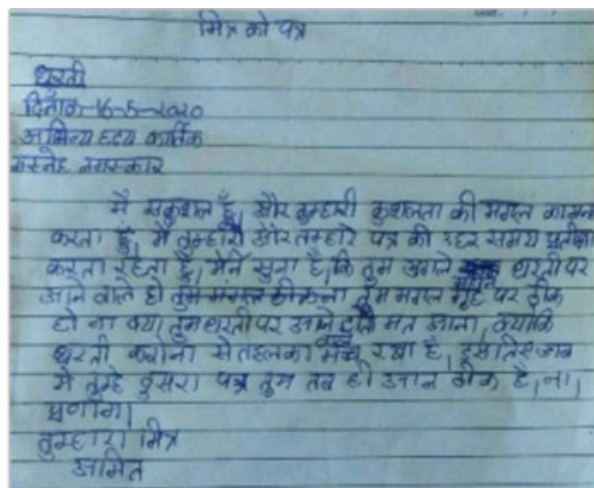 मित्र को पत्र
धरती
दिनाँक-16-5-2020
अभिन्न हृदय कार्तिक
सस्नेह नमस्कार
मै सकुशल हूँ, और तुम्हारी कुशलता की मंगल कामना
करता हूँ, मै तुम्हारी और तुम्हारे पत्र की हर समय प्रतीक्षा
करता रहता हूँ, मैने सुना है, कि तुम अगले धरती पर
आने वाले हो तुम मंगल ग्रह पर ठीक
हो ना क्या, तुम धरती पर आने मत आना, क्योकि
धरती करोना से तहलका मच रखा है, इसलिए जब
मे तुम्हे दुसरा पत्र तुम तब ही आना ठीक है, ना,
प्रणाम।
तुम्हारा मित्र
अमित